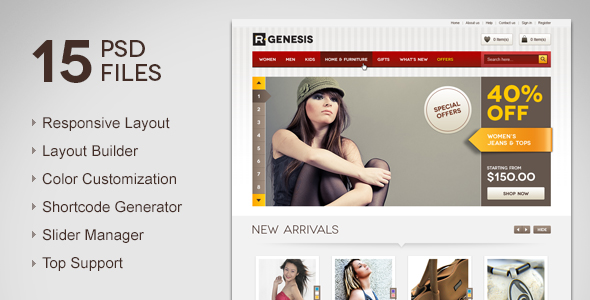 15 PSD
FILES
Responsive Layout
Layout Builder
Color Customization
Shortcode Generator
Slider Manager
Top Support
Home | About us | Help | Contact us | Sign in | Register
R GENESIS
0 item(s) 0 item(s)
WOMEN MEN KIDS HOME & FURNITURE GIFTS WHAT'S NEW OFFERS Search here...
1
2
3
4
5
6
7
8
SPECIAL
OFFERS
40%
OFF
WOMEN'S
JEANS & TOPS
STARTING FROM
$150.00
SHOP NOW
NEW ARRIVALS
HIDE